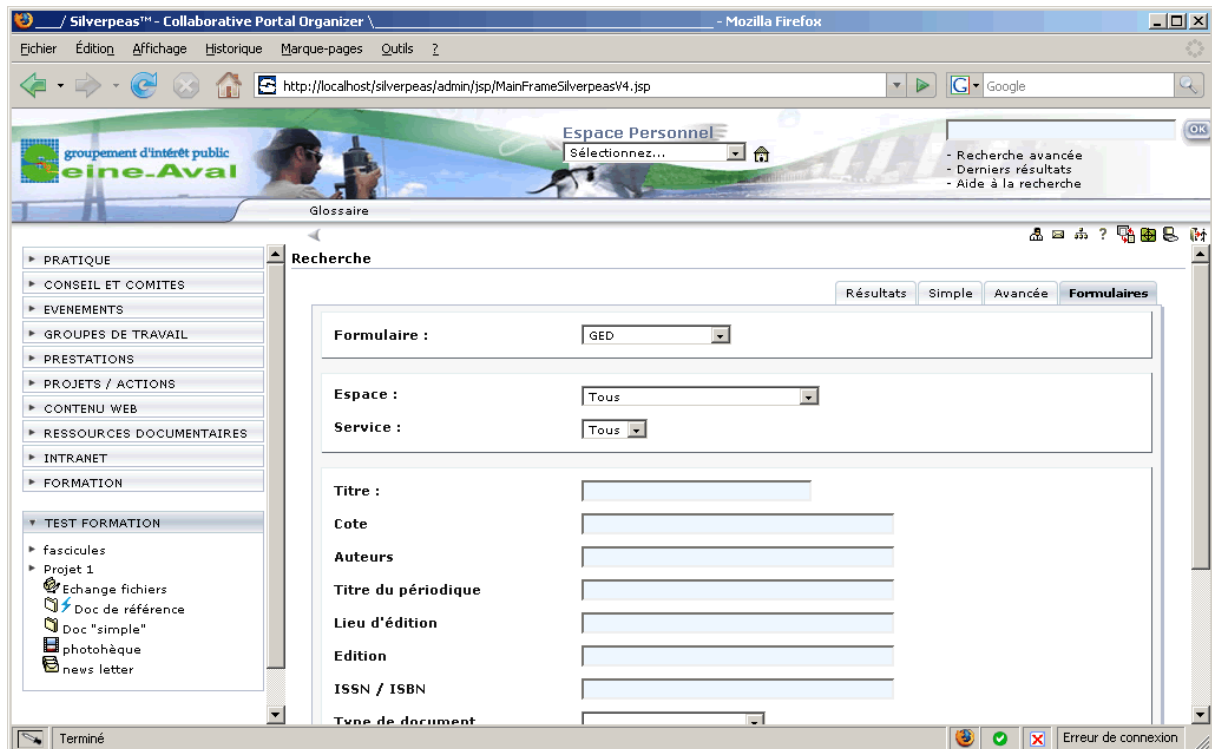 ___/ Silverpeas™ - Collaborative Portal Organizer \___ - Mozilla Firefox
Fichier Édition Affichage Historique Marque-pages Outils ?
http://localhost/silverpeas/admin/jsp/MainFrameSilverpeasV4.jsp
G Google
groupement d'intérêt public
Seine-Aval
Espace Personnel
Sélectionnez...
OK
- Recherche avancée
- Derniers résultats
- Aide à la recherche
Glossaire
?
PRATIQUE
CONSEIL ET COMITES
EVENEMENTS
GROUPES DE TRAVAIL
PRESTATIONS
PROJETS / ACTIONS
CONTENU WEB
RESSOURCES DOCUMENTAIRES
INTRANET
FORMATION
TEST FORMATION
fascicules
Projet 1
Echange fichiers
Doc de référence
Doc "simple"
photohèque
news letter
Recherche
Résultats Simple Avancée Formulaires
Formulaire : GED
Espace : Tous
Service : Tous
Titre :
Cote
Auteurs
Titre du périodique
Lieu d'édition
Edition
ISSN / ISBN
Type de document
Terminé
Erreur de connexion